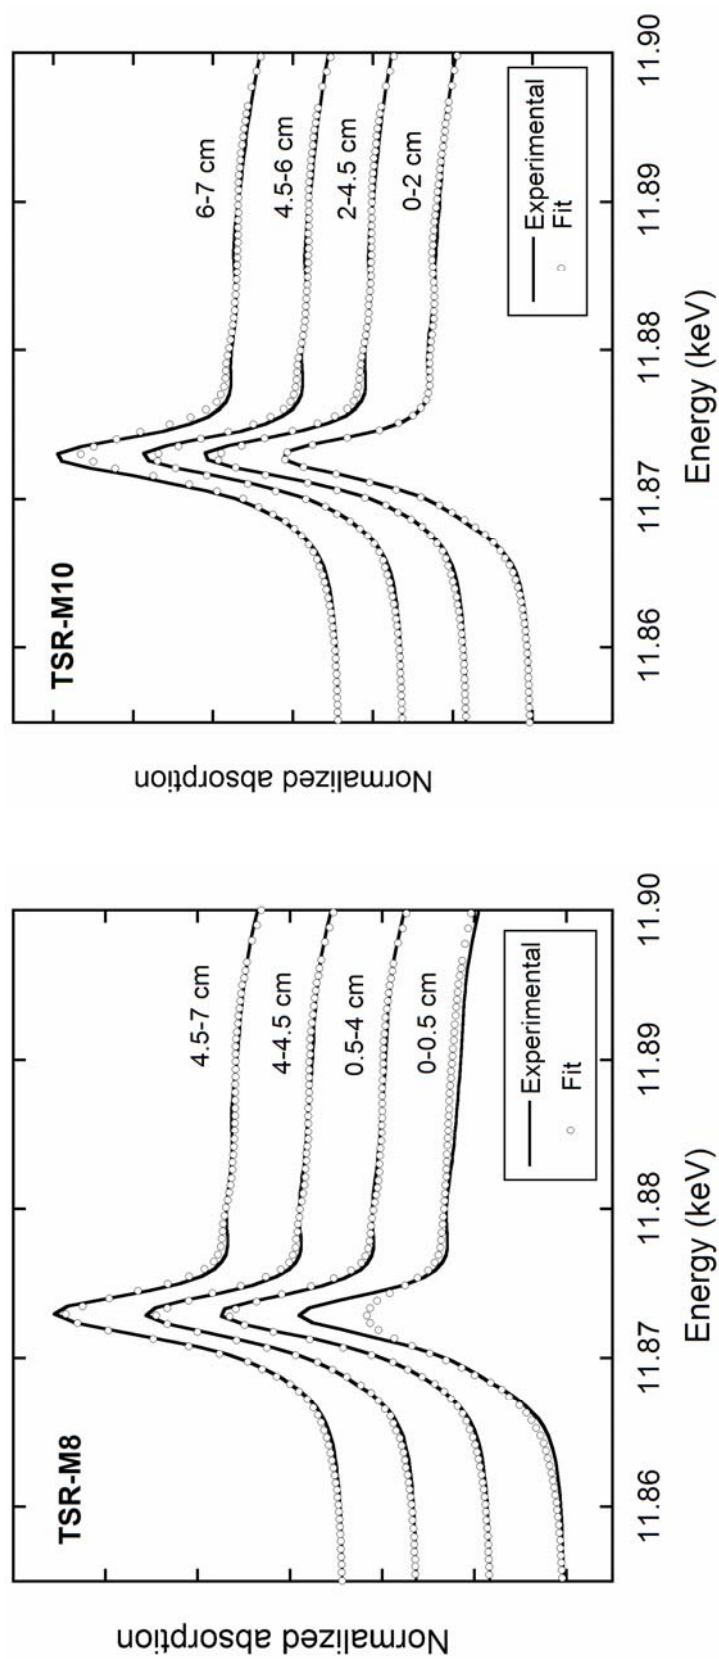 TSR-M8
Normalized absorption
4.5-7 cm
4-4.5 cm
0.5-4 cm
0-0.5 cm
Experimental
Fit
11.86
11.87
11.88
11.89
11.90
Energy (keV)
TSR-M10
Normalized absorption
6-7 cm
4.5-6 cm
2-4.5 cm
0-2 cm
Experimental
Fit
11.86
11.87
11.88
11.89
11.90
Energy (keV)